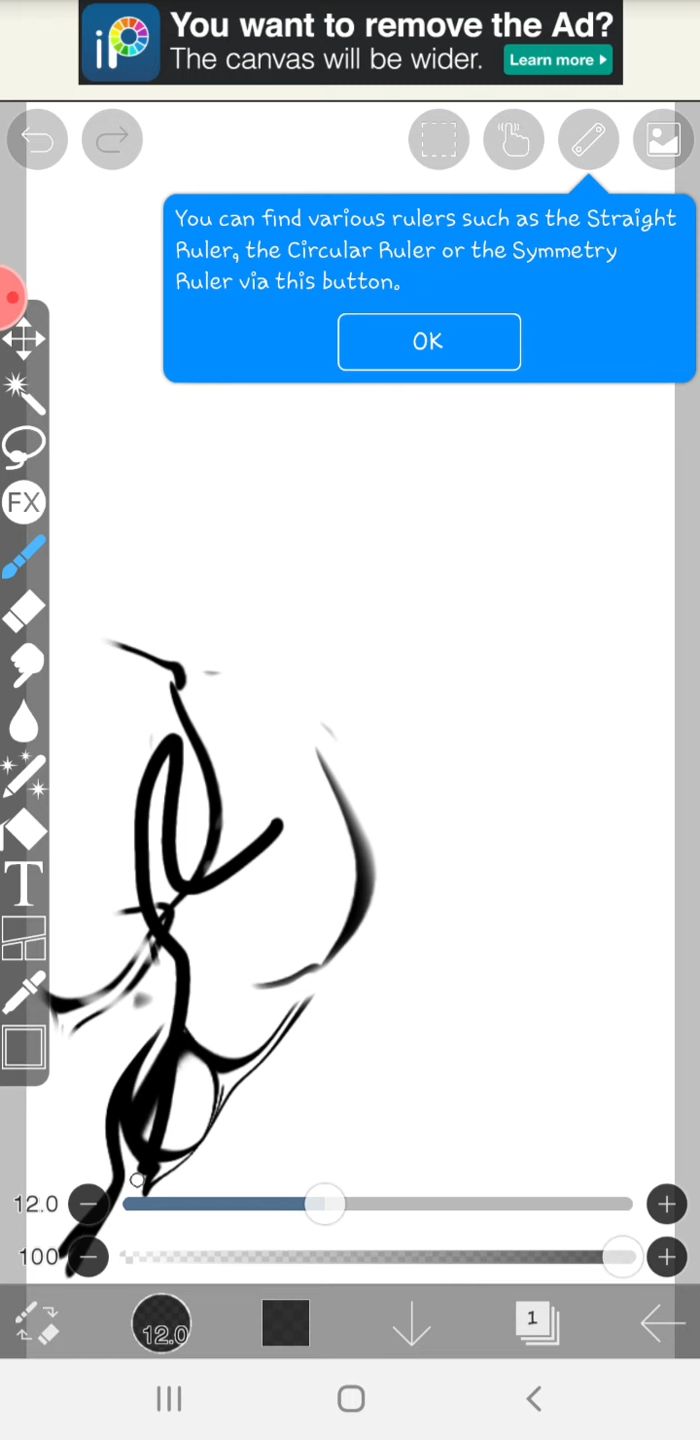 iP
You want to remove the Ad?
The canvas will be wider.
Learn more
You can find various rulers such as the Straight
Ruler, the Circular Ruler or the Symmetry
Ruler via this button.
OK
FX
T
12.0
100
12.0
1